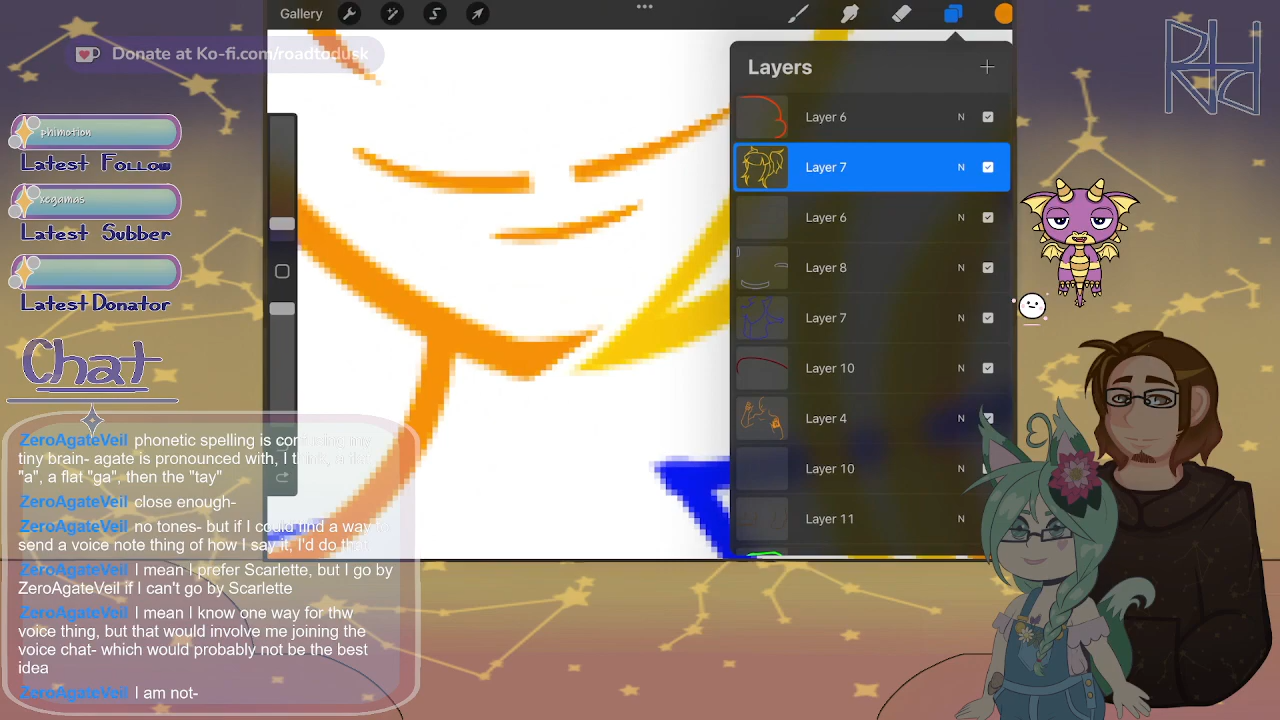 Gallery
Donate at Ko-fi.com/roadtodusk
phimotion
Latest Follow
xcgamas
Latest Subber
Latest Donator
Chat
ZeroAgateVeil phonetic spelling is confusing my
tiny brain- agate is pronounced with, I think, a flat
"a", a flat "ga", then the "tay"
ZeroAgateVeil close enough-
ZeroAgateVeil no tones- but if I could find a way to
send a voice note thing of how I say it, I'd do that
ZeroAgateVeil I mean I prefer Scarlette, but I go by
ZeroAgateVeil if I can't go by Scarlette
ZeroAgateVeil I mean I know one way for thw
voice thing, but that would involve me joining the
voice chat- which would probably not be the best
idea
ZeroAgateVeil I am not-
Layers
Layer 6 N
Layer 7 N
Layer 6 N
Layer 8 N
Layer 7 N
Layer 10 N
Layer 4 N
Layer 10 N
Layer 11 N